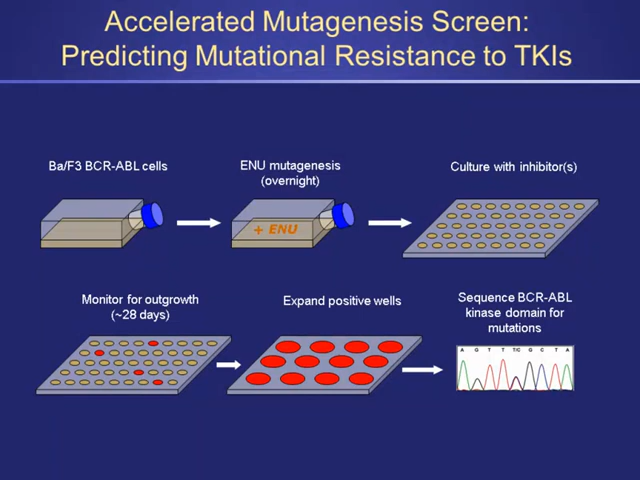 Accelerated Mutagenesis Screen:
Predicting Mutational Resistance to TKIs
Ba/F3 BCR-ABL cells
ENU mutagenesis
(overnight)
Culture with inhibitor(s)
+ ENU
Monitor for outgrowth
(~28 days)
Expand positive wells
Sequence BCR-ABL
kinase domain for
mutations
A G T T T/C G C T A